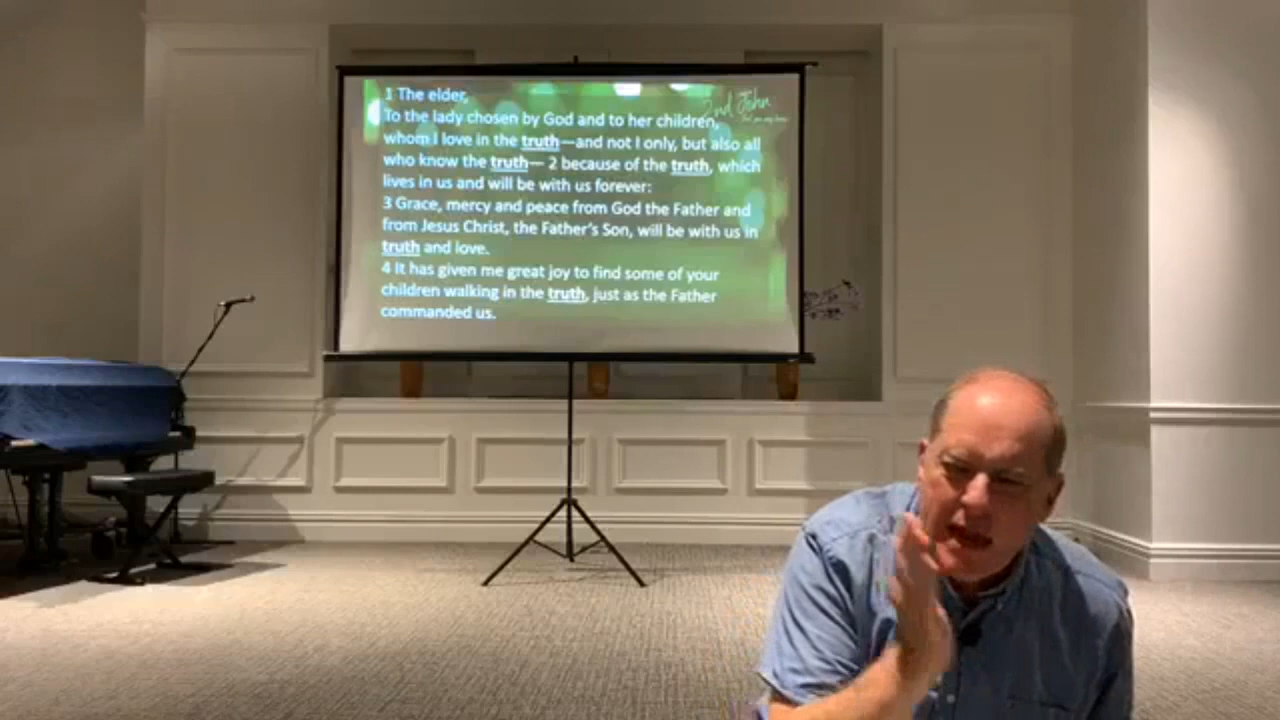 2nd John
1 The elder,
To the lady chosen by God and to her children,
whom I love in the truth—and not I only, but also all
who know the truth— 2 because of the truth, which
lives in us and will be with us forever:
3 Grace, mercy and peace from God the Father and
from Jesus Christ, the Father's Son, will be with us in
truth and love.
4 It has given me great joy to find some of your
children walking in the truth, just as the Father
commanded us.